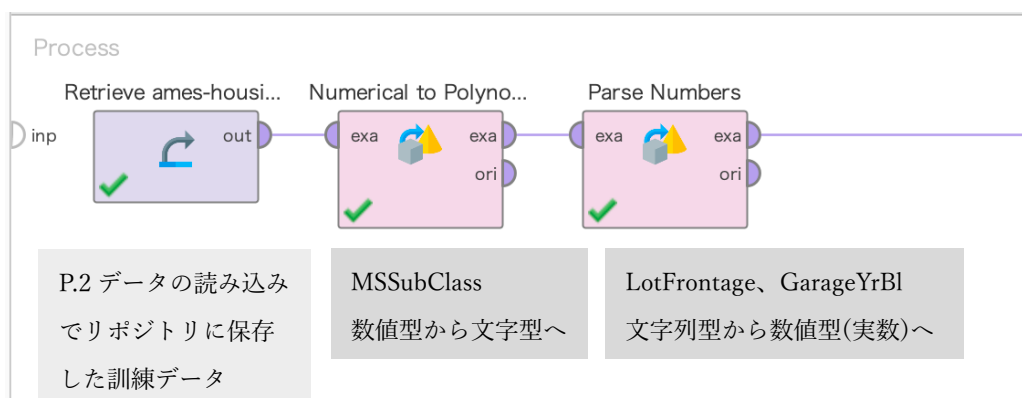 Process
Retrieve ames-housi...
Numerical to Polyno...
Parse Numbers
inp
out
exa
exa
ori
exa
exa
ori
P.2 データの読み込み
でリポジトリに保存
した訓練データ
MSSubClass
数値型から文字型へ
LotFrontage、GarageYrBl
文字列型から数値型(実数)へ